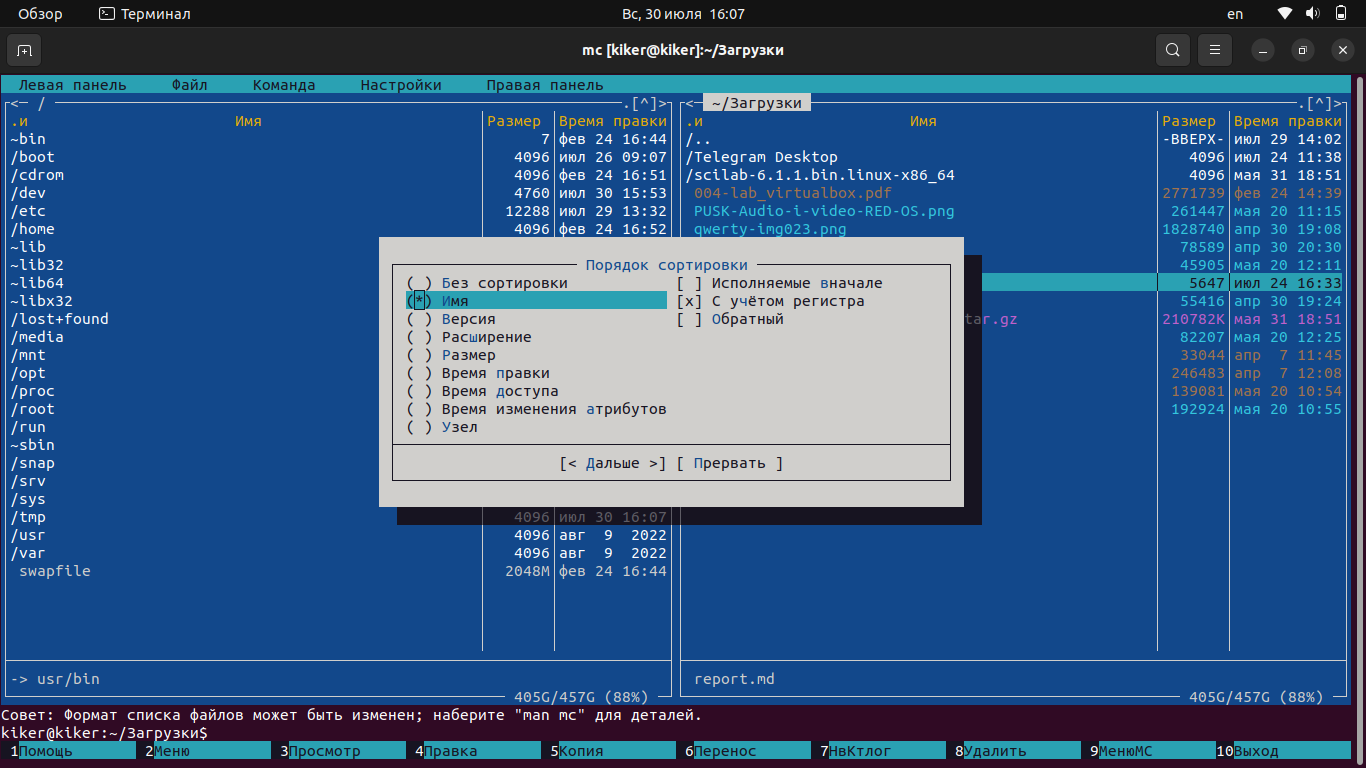 Обзор Терминал Вс, 30 июля 16:07 en
mc [kiker@kiker]:~/Загрузки
Левая панель Файл Команда Настройки Правая панель
<─ / .[^]> <─ ~/Загрузки .[^]>
.и Имя Размер Время правки .и Имя Размер Время правки
~bin 7 фев 24 16:44 /.. -ВВЕРХ- июл 29 14:02
/boot 4096 июл 26 09:07 /Telegram Desktop 4096 июл 24 11:38
/cdrom 4096 фев 24 16:51 /scilab-6.1.1.bin.linux-x86_64 4096 мая 31 18:51
/dev 4760 июл 30 15:53 004-lab_virtualbox.pdf 2771739 фев 24 14:39
/etc 12288 июл 29 13:32 PUSK-Audio-i-video-RED-OS.png 261447 мая 20 11:15
/home 4096 фев 24 16:52 qwerty-img023.png 1828740 апр 30 19:08
~lib 78589 апр 30 20:30
~lib32 Порядок сортировки 45905 мая 20 12:11
~lib64 ( ) Без сортировки [ ] Исполняемые вначале 5647 июл 24 16:33
~libx32 (*) Имя [x] С учётом регистра 55416 апр 30 19:24
/lost+found ( ) Версия [ ] Обратный tar.gz 210782K мая 31 18:51
/media ( ) Расширение 82207 мая 20 12:25
/mnt ( ) Размер 33044 апр 7 11:45
/opt ( ) Время правки 246483 апр 7 12:08
/proc ( ) Время доступа 139081 мая 20 10:54
/root ( ) Время изменения атрибутов 192924 мая 20 10:55
/run ( ) Узел
~sbin
/snap [< Дальше >] [ Прервать ]
/srv
/sys
/tmp 4096 июл 30 16:07
/usr 4096 авг 9 2022
/var 4096 авг 9 2022
swapfile 2048M фев 24 16:44
-> usr/bin report.md
405G/457G (88%) 405G/457G (88%)
Совет: Формат списка файлов может быть изменен; наберите "man mc" для деталей.
kiker@kiker:~/Загрузки$
1Помощь 2Меню 3Просмотр 4Правка 5Копия 6Перенос 7НвКтлог 8Удалить 9МенюМС 10Выход